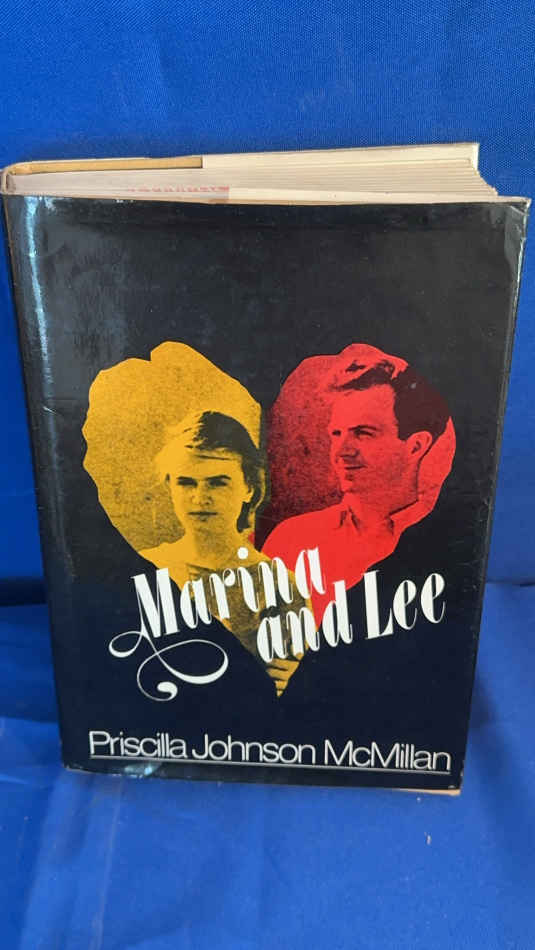 Marina
and Lee
Priscilla Johnson McMillan